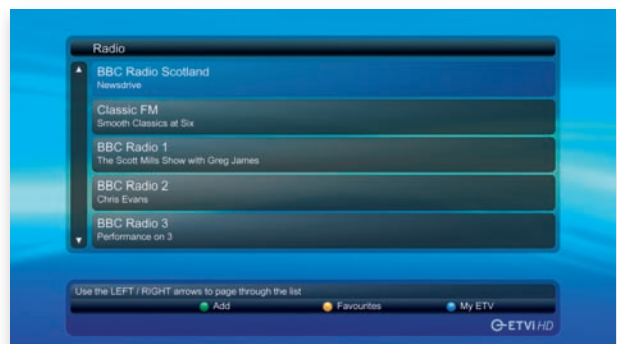 Radio
BBC Radio Scotland
Newsdrive
Classic FM
Smooth Classics at Six
BBC Radio 1
The Scott Mills Show with Greg James
BBC Radio 2
Chris Evans
BBC Radio 3
Performance on 3
Use the LEFT / RIGHT arrows to page through the list
Add Favourites My ETV
ETVi HD